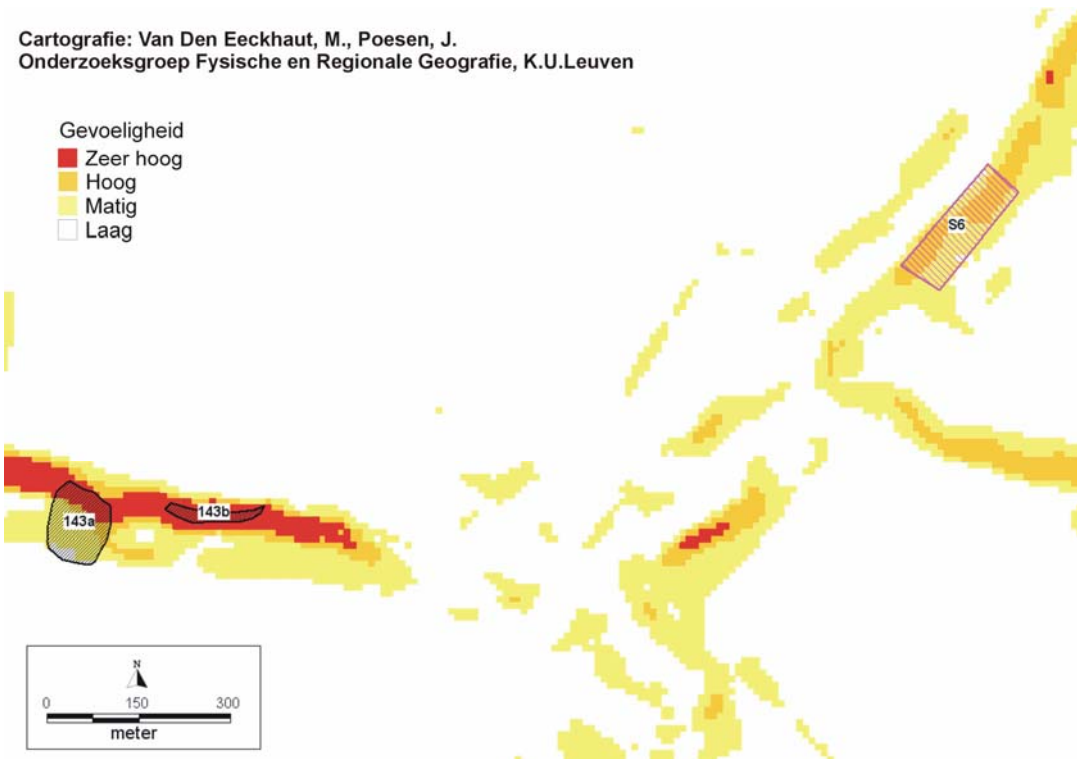 Cartografie: Van Den Eeckhaut, M., Poesen, J.
Onderzoeksgroep Fysische en Regionale Geografie, K.U.Leuven
Gevoeligheid
Zeer hoog
Hoog
Matig
Laag
S6
143a
143b
N
0 150 300
meter